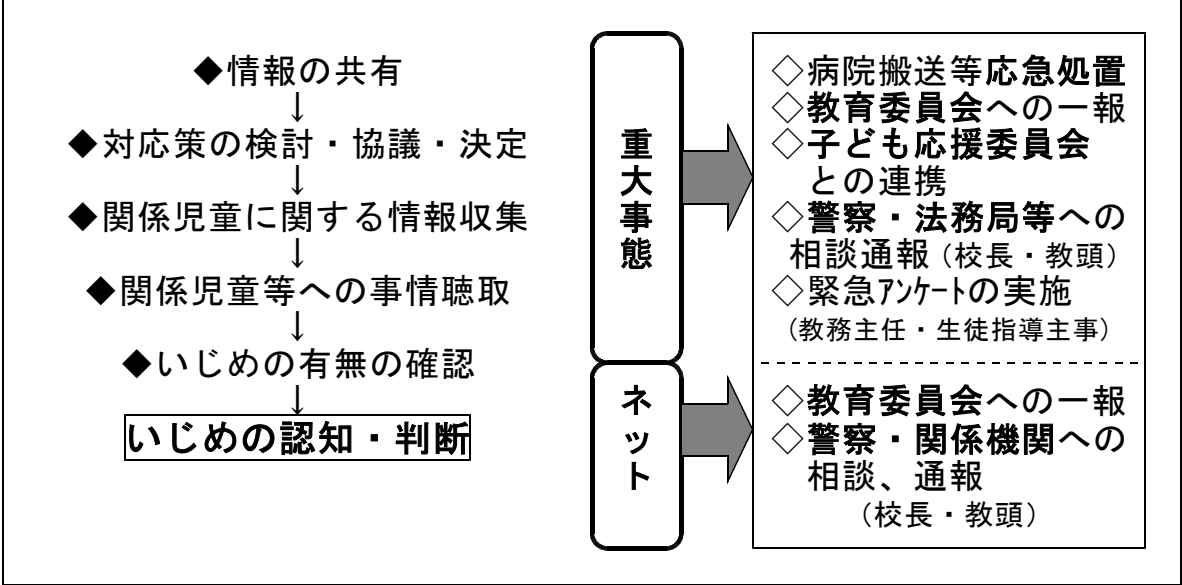 ◆情報の共有
↓
◆対応策の検討・協議・決定
↓
◆関係児童に関する情報収集
↓
◆関係児童等への事情聴取
↓
◆いじめの有無の確認
↓
いじめの認知・判断
重大事態
◇病院搬送等応急処置
◇教育委員会への一報
◇子ども応援委員会
との連携
◇警察・法務局等への
相談通報（校長・教頭）
◇緊急ｱﾝｹｰﾄの実施
（教務主任・生徒指導主事）
ネット
◇教育委員会への一報
◇警察・関係機関への
相談、通報
（校長・教頭）